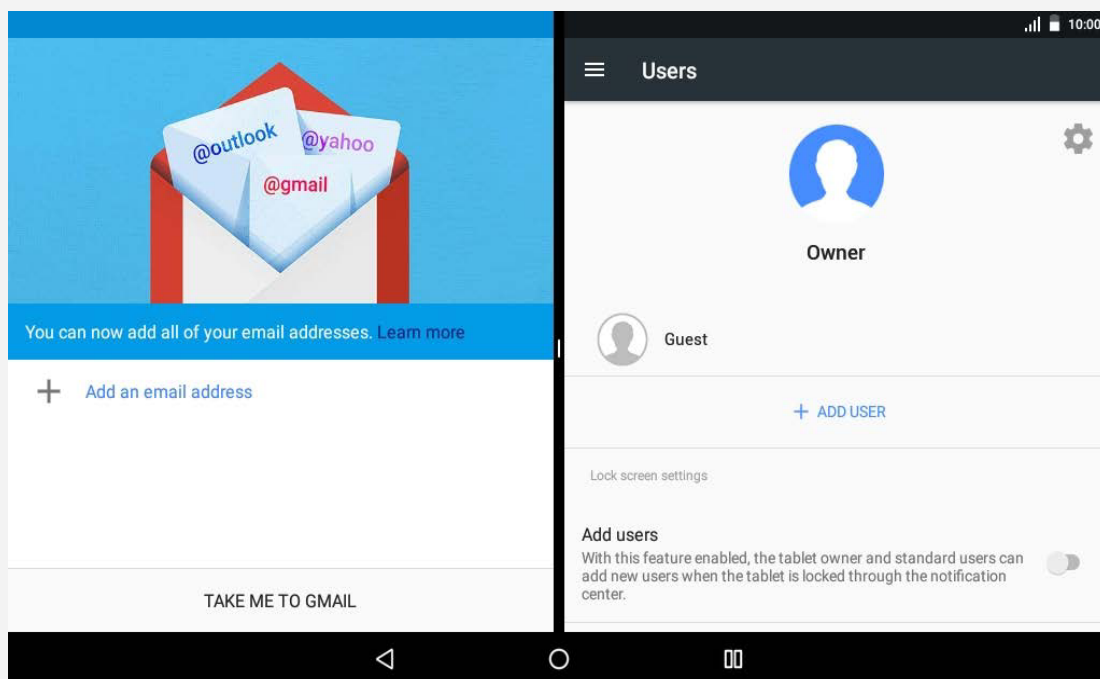 @outlook
@yahoo
@gmail
You can now add all of your email addresses. Learn more
Add an email address
TAKE ME TO GMAIL
10:00
Users
Owner
Guest
+ ADD USER
Lock screen settings
Add users
With this feature enabled, the tablet owner and standard users can
add new users when the tablet is locked through the notification
center.